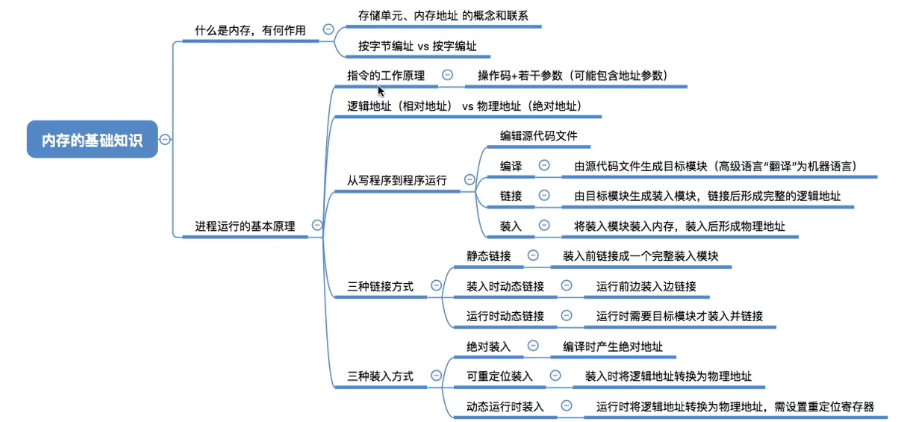 内存的基础知识
什么是内存，有何作用
存储单元、内存地址 的概念和联系
按字节编址 vs 按字编址
进程运行的基本原理
指令的工作原理
操作码+若干参数（可能包含地址参数）
逻辑地址（相对地址） vs 物理地址（绝对地址）
从写程序到程序运行
编辑源代码文件
编译
由源代码文件生成目标模块（高级语言“翻译”为机器语言）
链接
由目标模块生成装入模块，链接后形成完整的逻辑地址
装入
将装入模块装入内存，装入后形成物理地址
三种链接方式
静态链接
装入前链接成一个完整装入模块
装入时动态链接
运行前边装入边链接
运行时动态链接
运行时需要目标模块才装入并链接
三种装入方式
绝对装入
编译时产生绝对地址
可重定位装入
装入时将逻辑地址转换为物理地址
动态运行时装入
运行时将逻辑地址转换为物理地址，需设置重定位寄存器